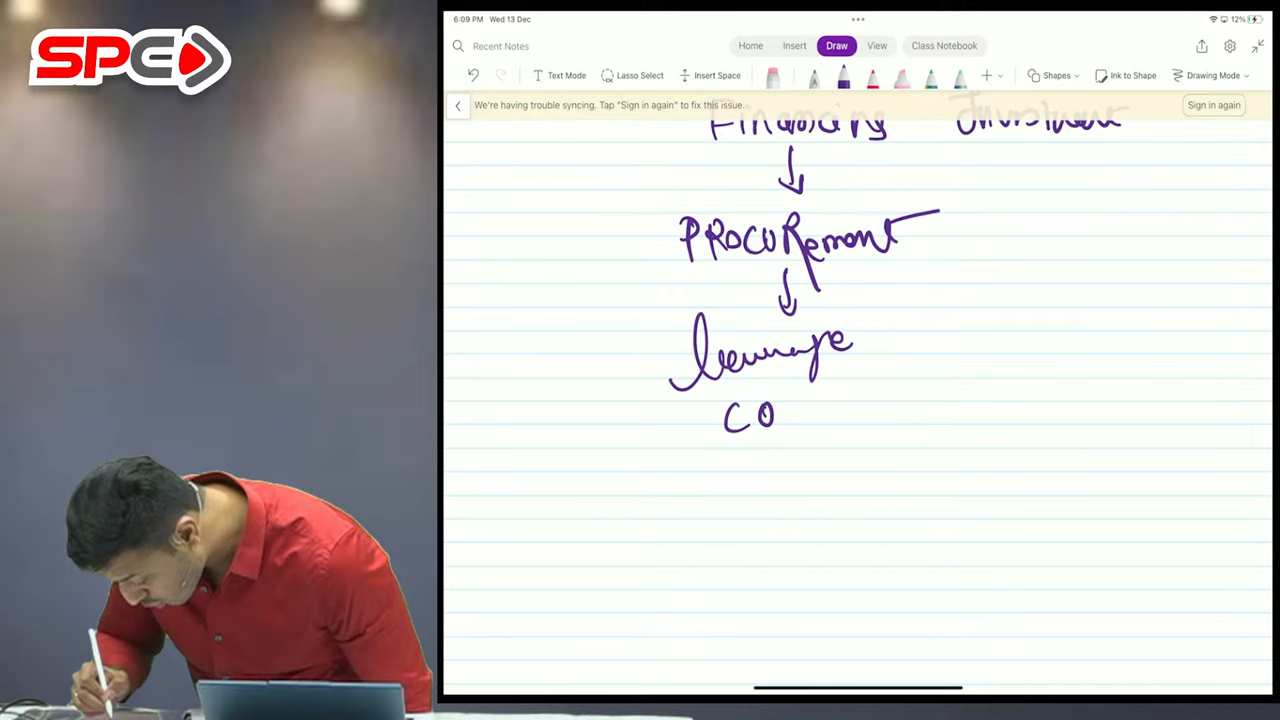 SPED
6:09 PM Wed 13 Dec
12%
Recent Notes
Home Insert Draw View Class Notebook
Text Mode Lasso Select Insert Space Shapes Ink to Shape Drawing Mode
We're having trouble syncing. Tap "Sign in again" to fix this issue. Sign in again
Financing Investment
PROCURement
leverage
CO